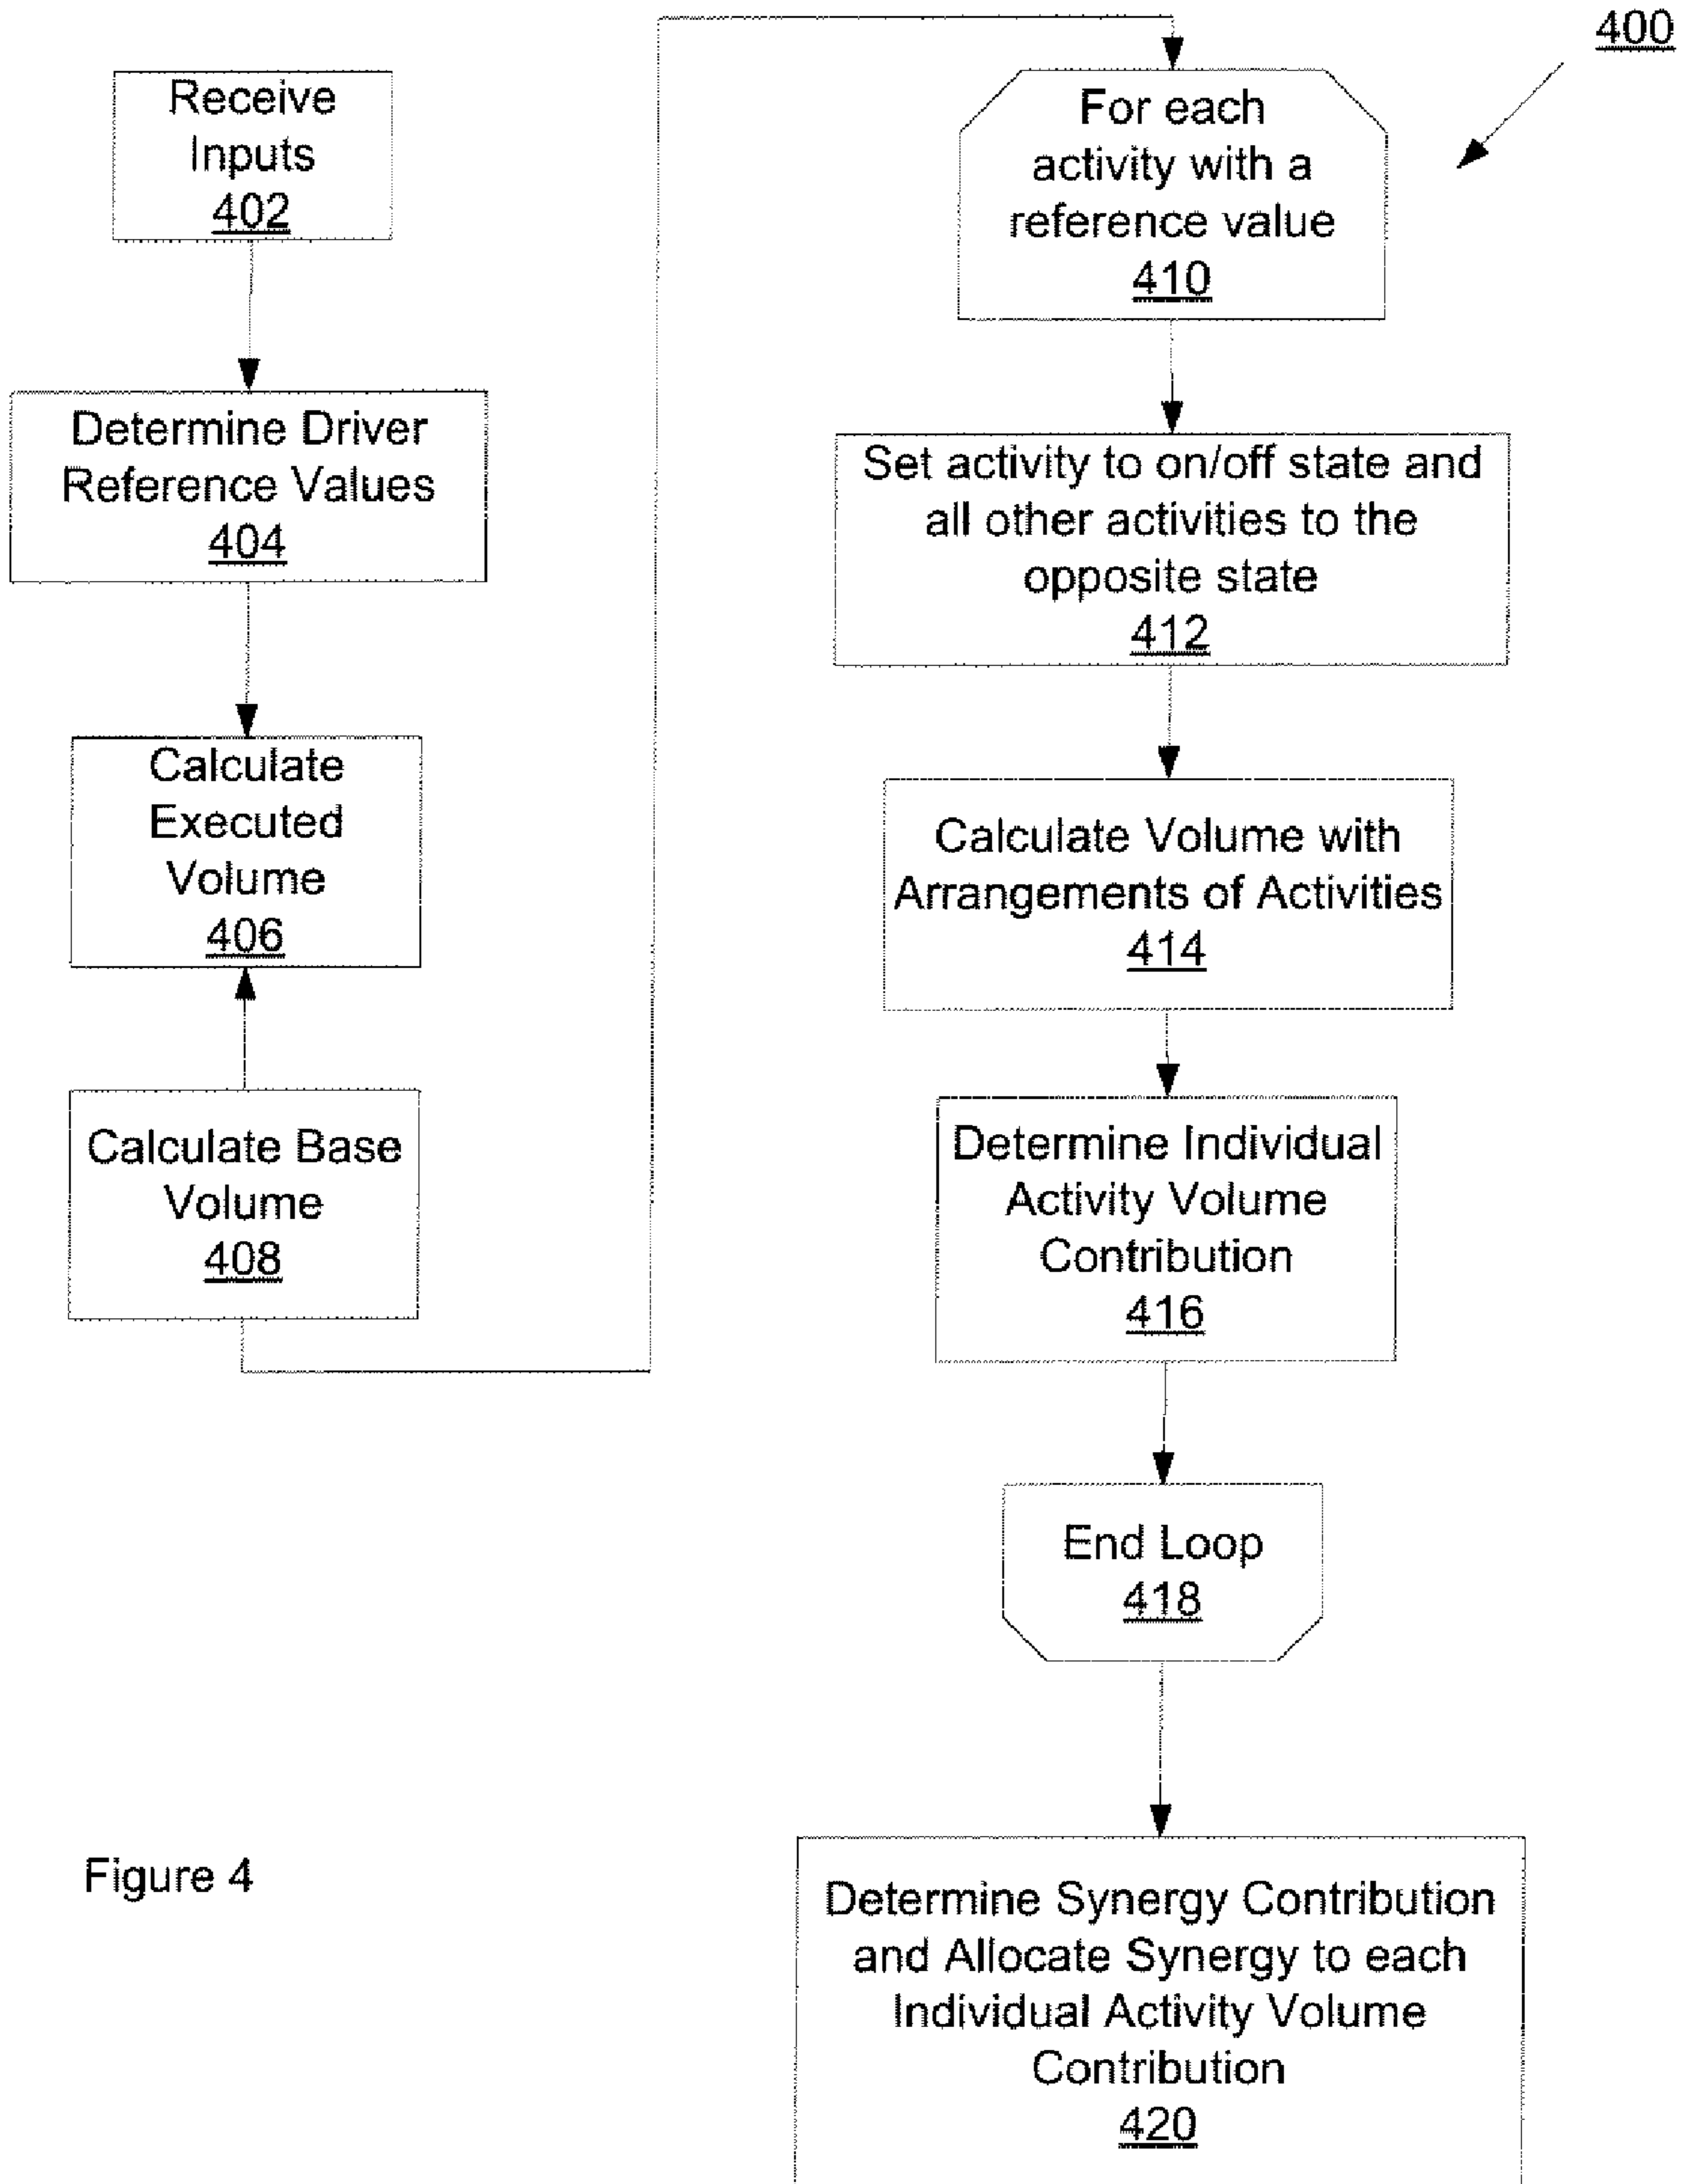 400
Receive
Inputs
402
Determine Driver
Reference Values
404
Calculate
Executed
Volume
406
Calculate Base
Volume
408
For each
activity with a
reference value
410
Set activity to on/off state and
all other activities to the
opposite state
412
Calculate Volume with
Arrangements of Activities
414
Determine Individual
Activity Volume
Contribution
416
End Loop
418
Determine Synergy Contribution
and Allocate Synergy to each
Individual Activity Volume
Contribution
420
Figure 4